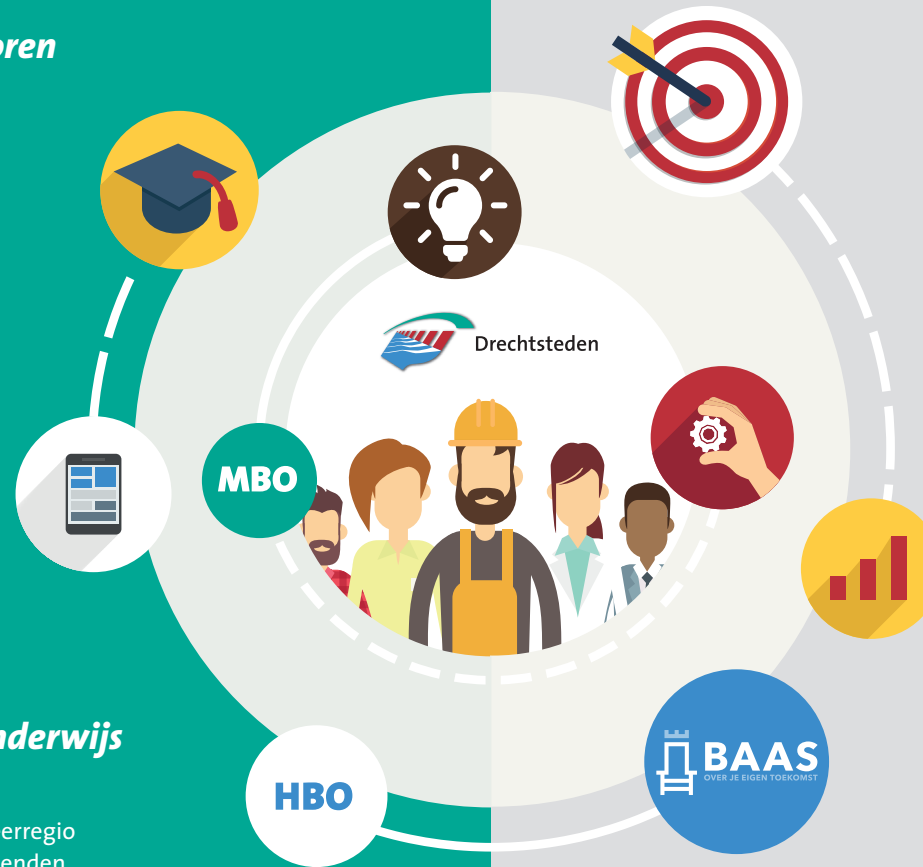 oren
Drechtsteden
MBO
nderwijs
BAAS
OVER JE EIGEN TOEKOMST
HBO
erregio
enden